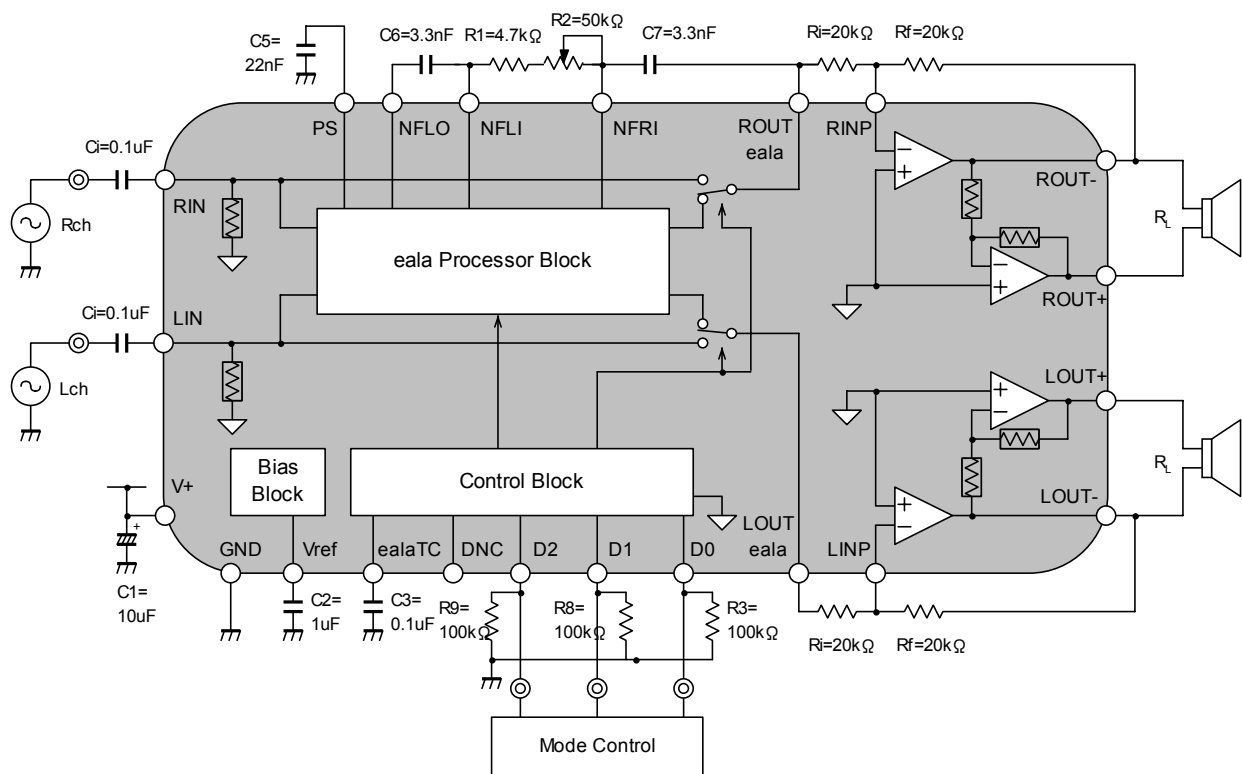 C5=
22nF
C6=3.3nF
R1=4.7kΩ
R2=50kΩ
C7=3.3nF
Ri=20kΩ
Rf=20kΩ
PS
NFLO
NFLI
NFRI
ROUT
eala
RINP
Ci=0.1uF
RIN
Rch
ROUT-
RL
ROUT+
eala Processor Block
Ci=0.1uF
LIN
Lch
LOUT+
RL
LOUT-
Bias
Block
Control Block
V+
C1=
10uF
GND
Vref
ealaTC
DNC
D2
D1
D0
LOUT
eala
LINP
C2=
1uF
C3=
0.1uF
R9=
100kΩ
R8=
100kΩ
R3=
100kΩ
Ri=20kΩ
Rf=20kΩ
Mode Control
+